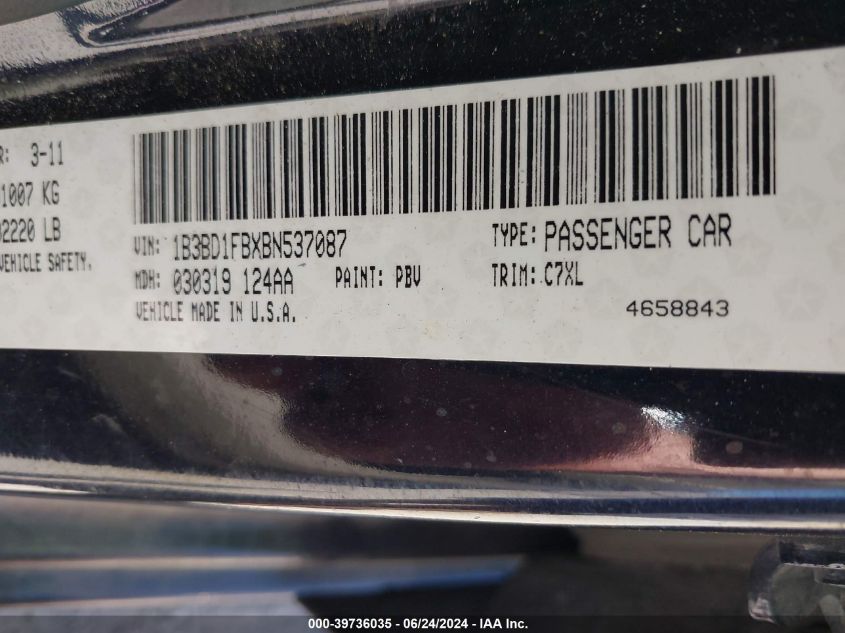 R: 3-11
1007 KG
2220 LB
VEHICLE SAFETY.
VIN: 1B3BD1FBXBN537087 TYPE: PASSENGER CAR
MDH: 030319 124AA PAINT: PBV TRIM: C7XL
VEHICLE MADE IN U.S.A. 4658843
000-39736035 / 06/24/2024 - IAA Inc.